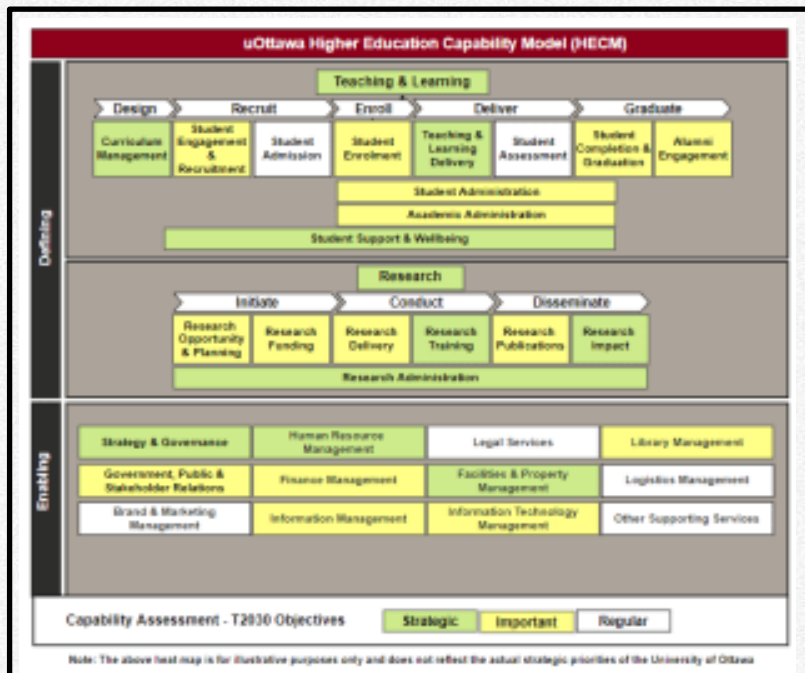 uOttawa Higher Education Capability Model (HECM)
Defining
Teaching & Learning
Design
Recruit
Enroll
Deliver
Graduate
Curriculum
Management
Student
Engagement
&
Recruitment
Student
Admission
Student
Enrolment
Teaching &
Learning
Delivery
Student
Assessment
Student
Completion &
Graduation
Alumni
Engagement
Student Administration
Academic Administration
Student Support & Wellbeing
Research
Initiate
Conduct
Disseminate
Research
Opportunity
& Planning
Research
Funding
Research
Delivery
Research
Training
Research
Publications
Research
Impact
Research Administration
Enabling
Strategy & Governance
Human Resource
Management
Legal Services
Library Management
Government, Public &
Stakeholder Relations
Finance Management
Facilities & Property
Management
Logistics Management
Brand & Marketing
Management
Information Management
Information Technology
Management
Other Supporting Services
Capability Assessment - T2030 Objectives
Strategic
Important
Regular
Note: The above heat map is for illustrative purposes only and does not reflect the actual strategic priorities of the University of Ottawa